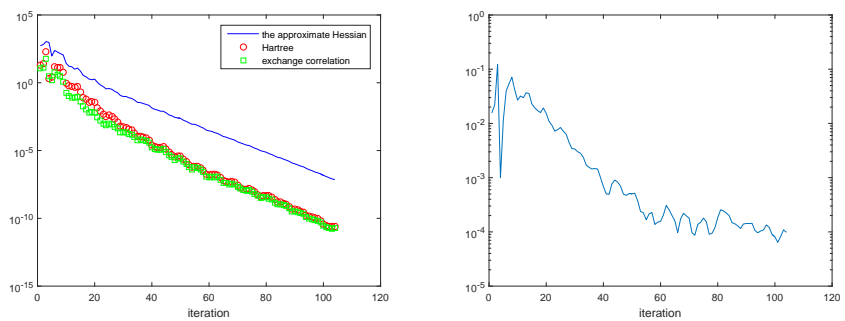 10^5
10^0
10^-5
10^-10
10^-15
0 20 40 60 80 100 120
iteration
the approximate Hessian
Hartree
exchange correlation
10^0
10^-1
10^-2
10^-3
10^-4
10^-5
0 20 40 60 80 100 120
iteration